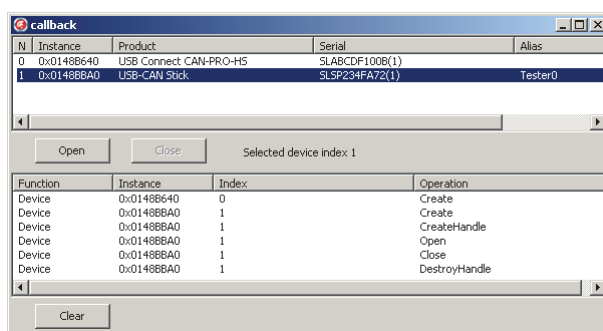 callback
N Instance Product Serial Alias
0 0x0148B640 USB Connect CAN-PRO-HS SLABCDF100B(1)
1 0x0148BBA0 USB-CAN Stick SLSP234FA72(1) Tester0
Open Close Selected device index 1
Function Instance Index Operation
Device 0x0148B640 0 Create
Device 0x0148BBA0 1 Create
Device 0x0148BBA0 1 CreateHandle
Device 0x0148BBA0 1 Open
Device 0x0148BBA0 1 Close
Device 0x0148BBA0 1 DestroyHandle
Clear